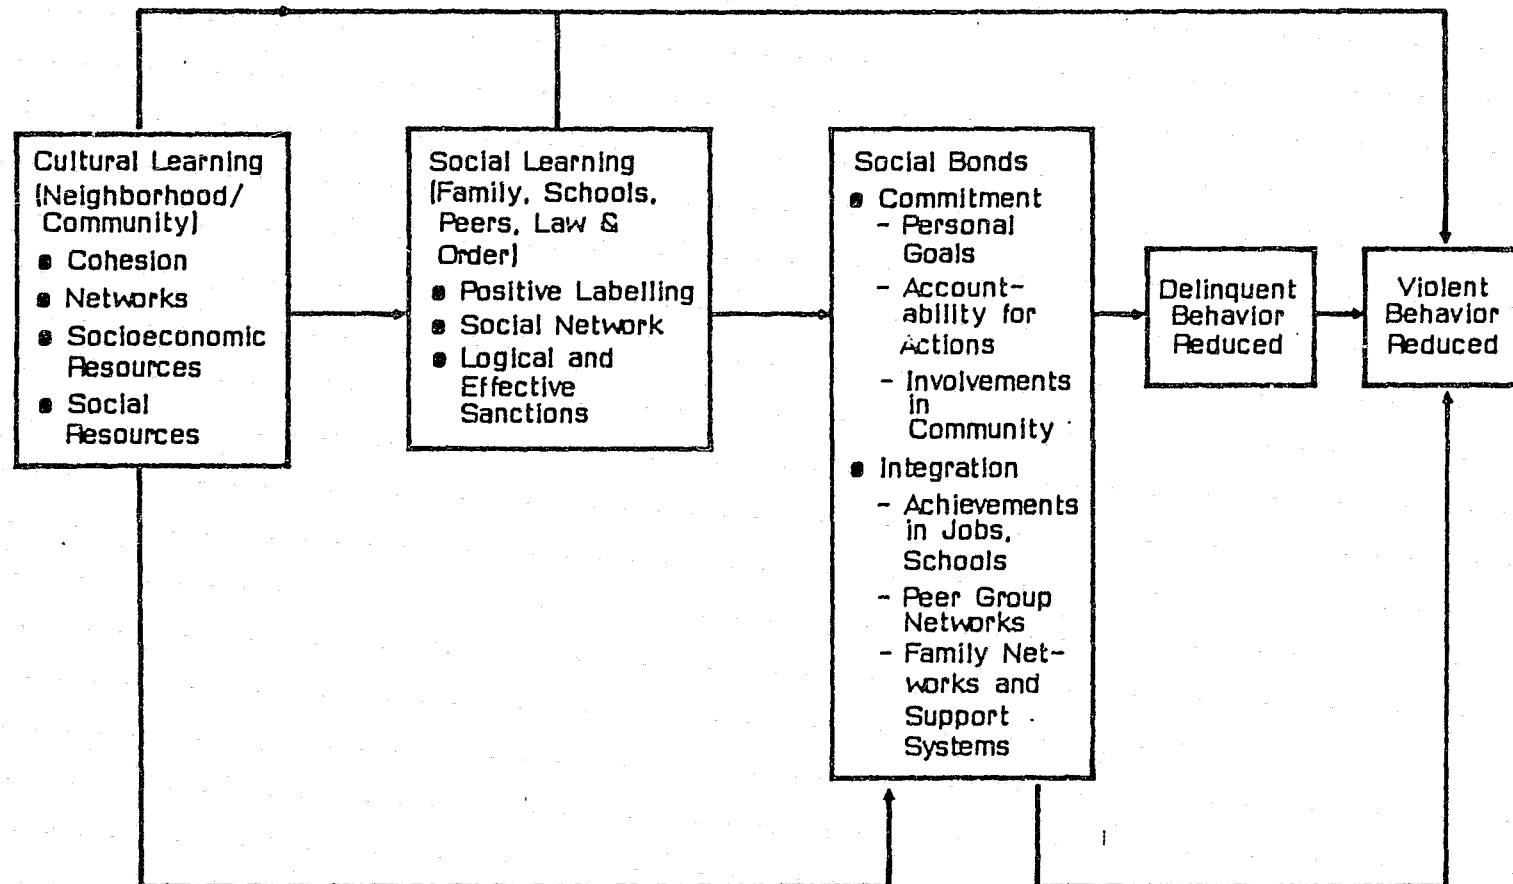 Cultural Learning
(Neighborhood/
Community)
● Cohesion
● Networks
● Socioeconomic
Resources
● Social
Resources
Social Learning
(Family, Schools,
Peers, Law &
Order)
● Positive Labelling
● Social Network
● Logical and
Effective
Sanctions
Social Bonds
● Commitment
- Personal
Goals
- Account-
ability for
Actions
- Involvements
in
Community
● Integration
- Achievements
in Jobs,
Schools
- Peer Group
Networks
- Family Net-
works and
Support
Systems
Delinquent
Behavior
Reduced
Violent
Behavior
Reduced